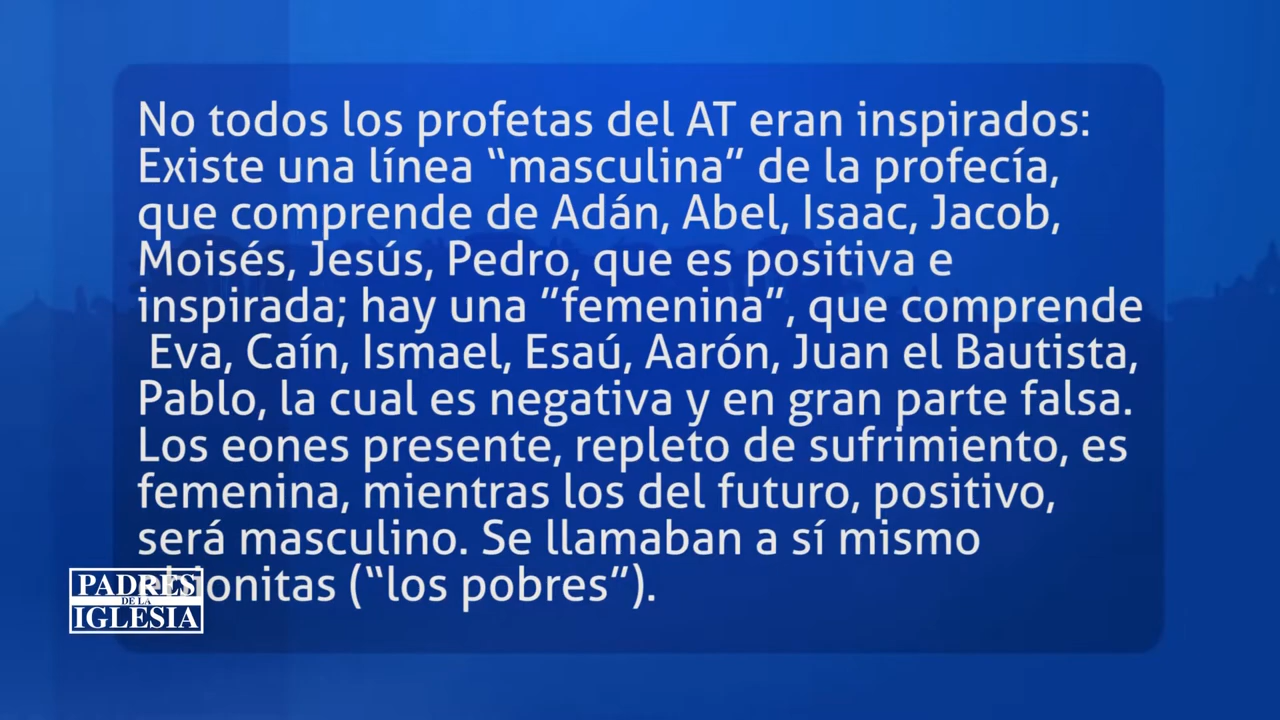 No todos los profetas del AT eran inspirados:
Existe una línea “masculina” de la profecía,
que comprende de Adán, Abel, Isaac, Jacob,
Moisés, Jesús, Pedro, que es positiva e
inspirada; hay una ”femenina”, que comprende
Eva, Caín, Ismael, Esaú, Aarón, Juan el Bautista,
Pablo, la cual es negativa y en gran parte falsa.
Los eones presente, repleto de sufrimiento, es
femenina, mientras los del futuro, positivo,
será masculino. Se llamaban a sí mismo
(“los pobres”).
PADRES
DE LA
IGLESIA